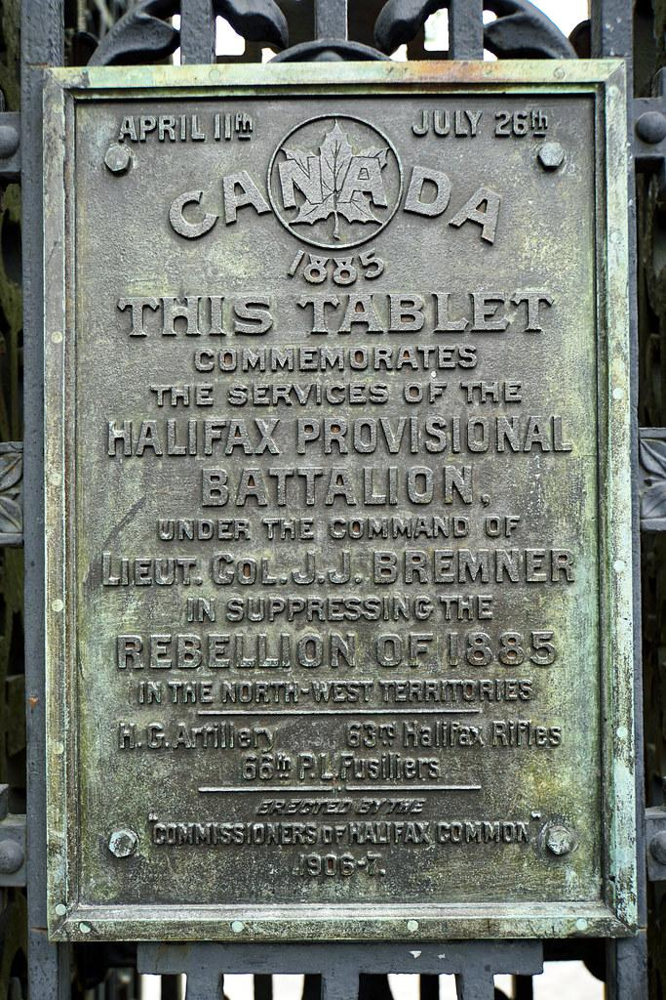 APRIL 11th JULY 26th
CANADA
1885
THIS TABLET
COMMEMORATES
THE SERVICES OF THE
HALIFAX PROVISIONAL
BATTALION,
UNDER THE COMMAND OF
LIEUT. COL. J. J. BREMNER
IN SUPPRESSING THE
REBELLION OF 1885
IN THE NORTH-WEST TERRITORIES
H. G. Artillery 63rd Halifax Rifles
66th P. L. Fusiliers
ERECTED BY THE
"COMMISSIONERS OF HALIFAX COMMON"
1906-7.